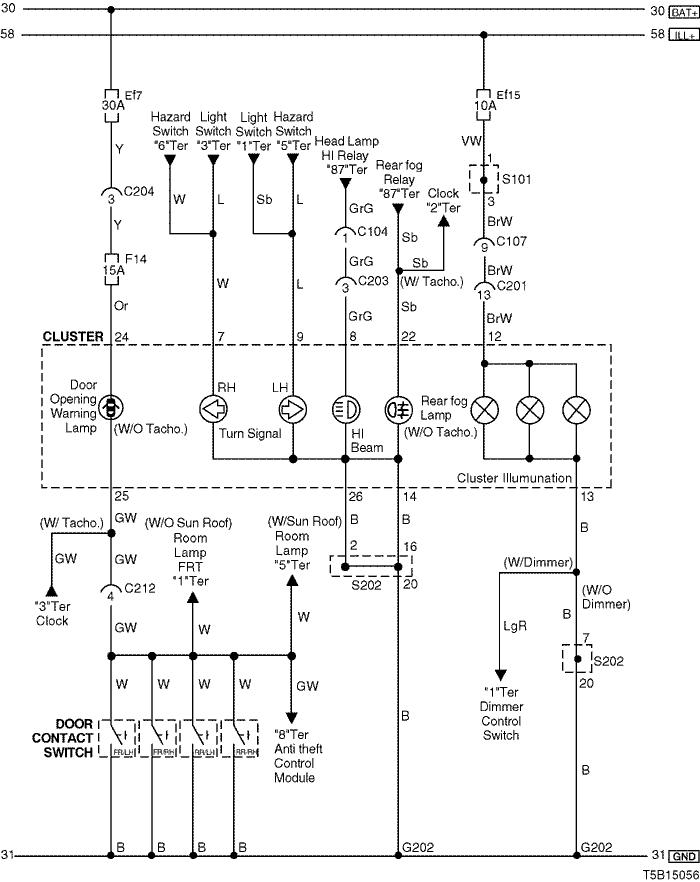 30
30 BAT+
58
58 ILL+
Ef7
30A
Ef15
10A
Y
VW
Hazard
Switch
"6"Ter
Light
Switch
"3"Ter
Light
Switch
"1"Ter
Hazard
Switch
"5"Ter
Head Lamp
HI Relay
"87"Ter
Rear fog
Relay
"87"Ter
Clock
"2"Ter
1
S101
3
C204
3
W
L
Sb
L
GrG
BrW
Y
1
C104
Sb
9
C107
F14
15A
GrG
Sb
(W/ Tacho.)
BrW
W
L
3
C203
13
C201
Or
GrG
Sb
BrW
CLUSTER
24
7
9
8
22
12
Door
Opening
Warning
Lamp
(W/O Tacho.)
RH
LH
Turn Signal
HI
Beam
Rear fog
Lamp
(W/O Tacho.)
Cluster Illumunation
25
26
14
13
GW
(W/ Tacho.)
GW
GW
(W/O Sun Roof)
Room
Lamp
FRT
"1"Ter
(W/Sun Roof)
Room
Lamp
"5"Ter
B
B
B
2
16
S202
20
(W/Dimmer)
(W/O
Dimmer)
C212
4
"3"Ter
Clock
GW
W
W
LgR
B
7
S202
20
W
W
W
W
GW
"1"Ter
Dimmer
Control
Switch
DOOR
CONTACT
SWITCH
FR/LH
FR/RH
RR/LH
RR/RH
"8"Ter
Anti theft
Control
Module
B
B
B
B
B
B
G202
G202
31
31 GND
T5B15056